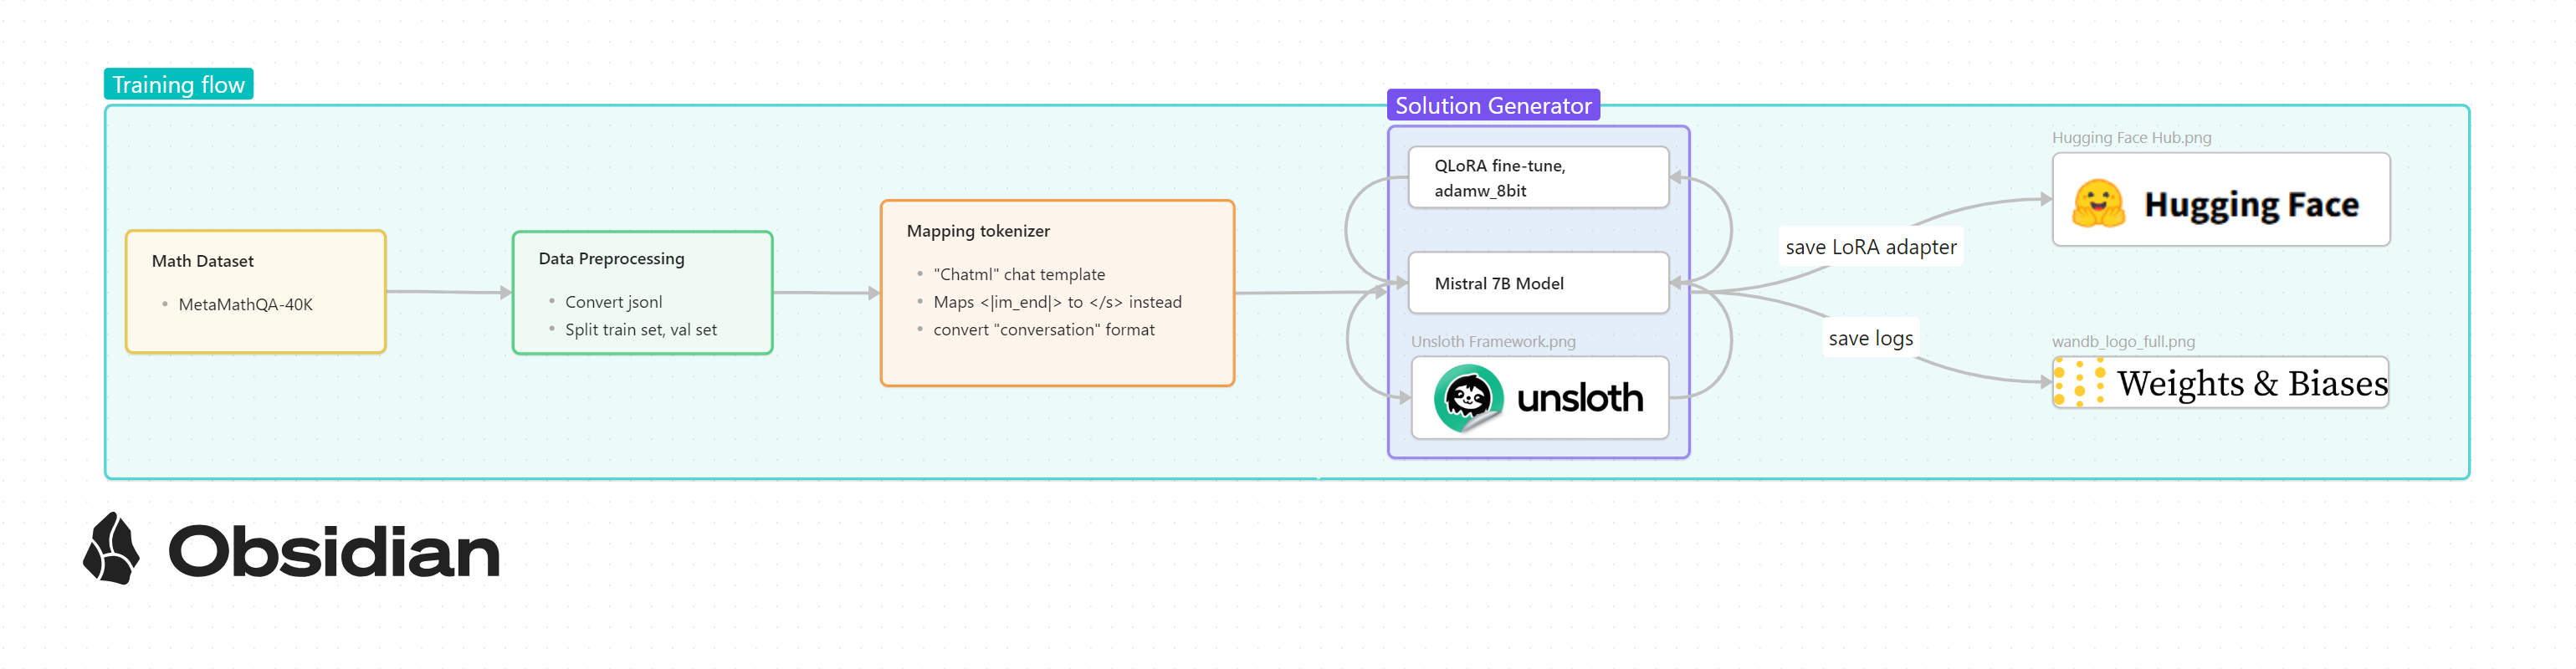 Training flow
Math Dataset
MetaMathQA-40K
Data Preprocessing
Convert jsonl
Split train set, val set
Mapping tokenizer
"Chatml" chat template
Maps <|im_end|> to </s> instead
convert "conversation" format
Solution Generator
QLoRA fine-tune,
adamw_8bit
Mistral 7B Model
Unsloth Framework.png
unsloth
save LoRA adapter
save logs
Hugging Face Hub.png
Hugging Face
wandb_logo_full.png
Weights & Biases
Obsidian